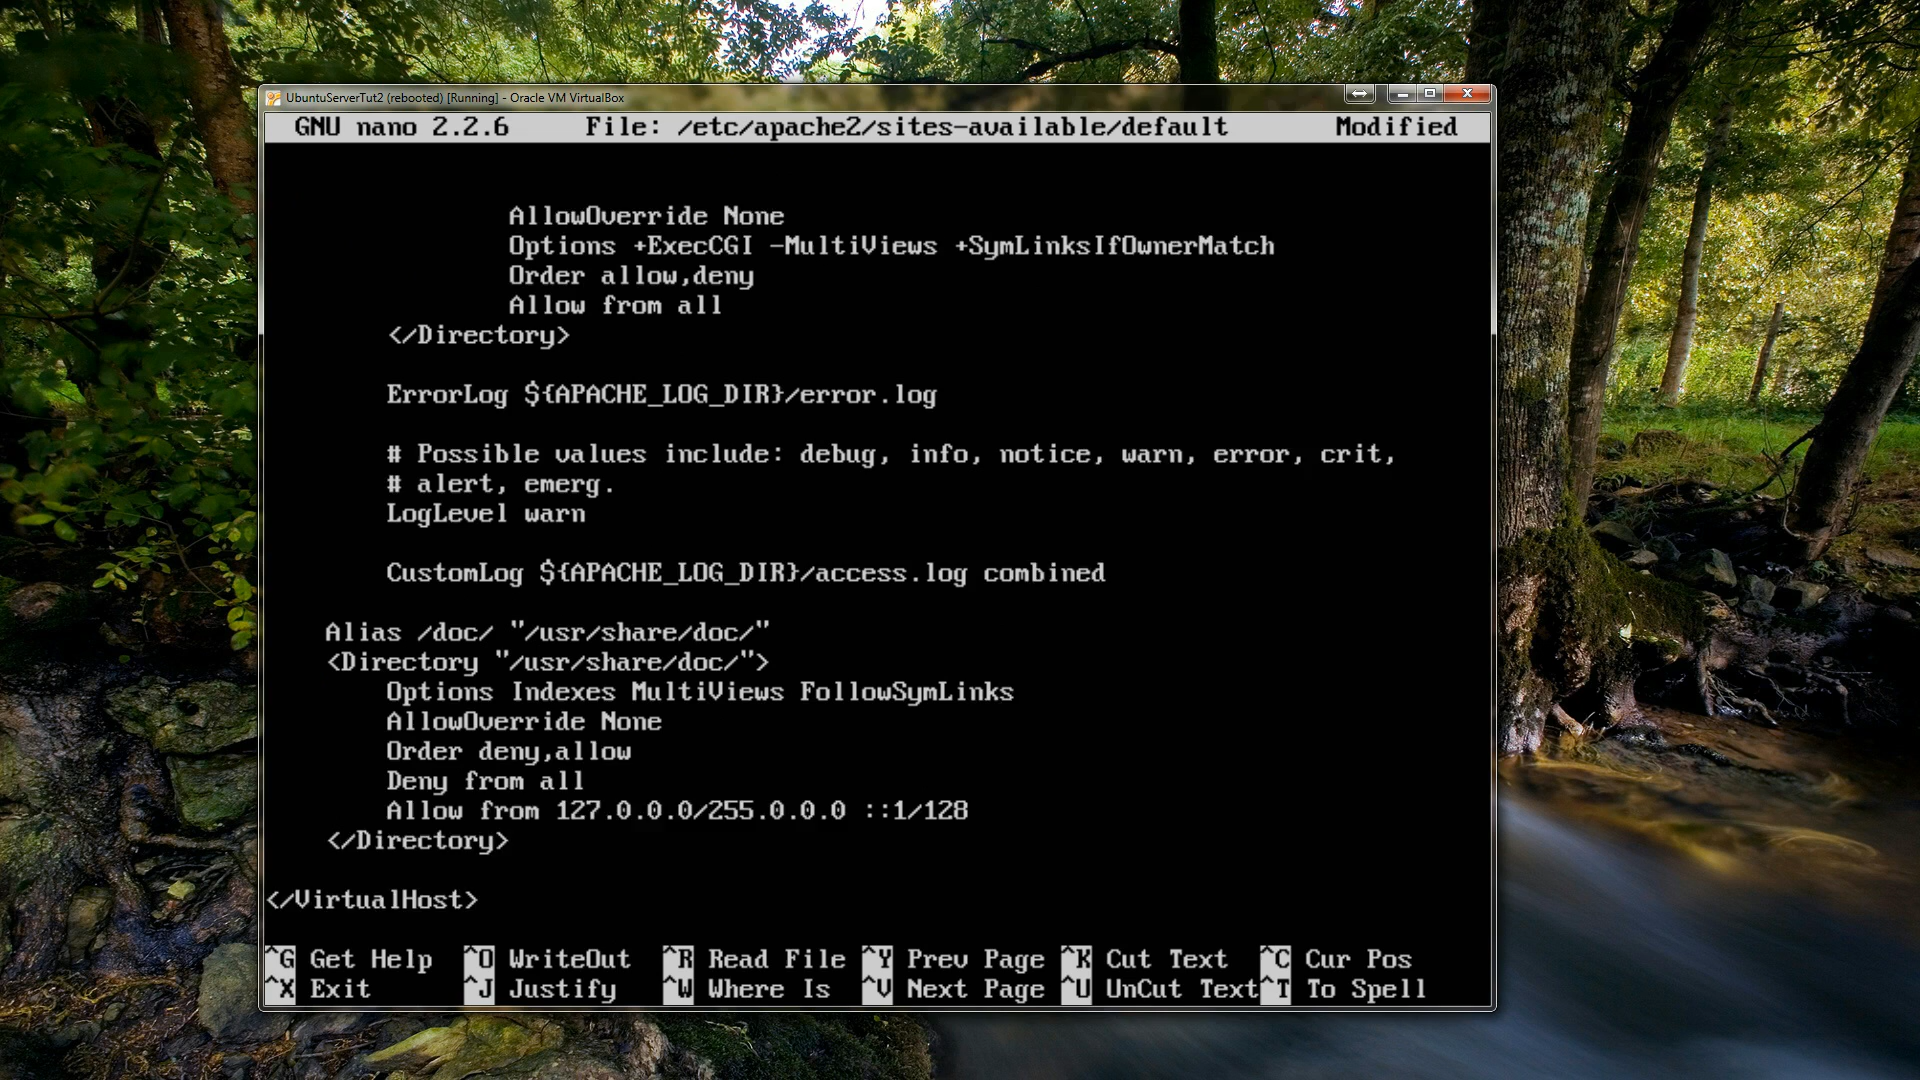 UbuntuServerTut2 (rebooted) [Running] - Oracle VM VirtualBox
GNU nano 2.2.6 File: /etc/apache2/sites-available/default Modified
AllowOverride None
Options +ExecCGI -MultiViews +SymLinksIfOwnerMatch
Order allow,deny
Allow from all
</Directory>
ErrorLog ${APACHE_LOG_DIR}/error.log
# Possible values include: debug, info, notice, warn, error, crit,
# alert, emerg.
LogLevel warn
CustomLog ${APACHE_LOG_DIR}/access.log combined
Alias /doc/ "/usr/share/doc/"
<Directory "/usr/share/doc/">
Options Indexes MultiViews FollowSymLinks
AllowOverride None
Order deny,allow
Deny from all
Allow from 127.0.0.0/255.0.0.0 ::1/128
</Directory>
</VirtualHost>
^G Get Help ^O WriteOut ^R Read File ^Y Prev Page ^K Cut Text ^C Cur Pos
^X Exit ^J Justify ^W Where Is ^V Next Page ^U UnCut Text ^T To Spell